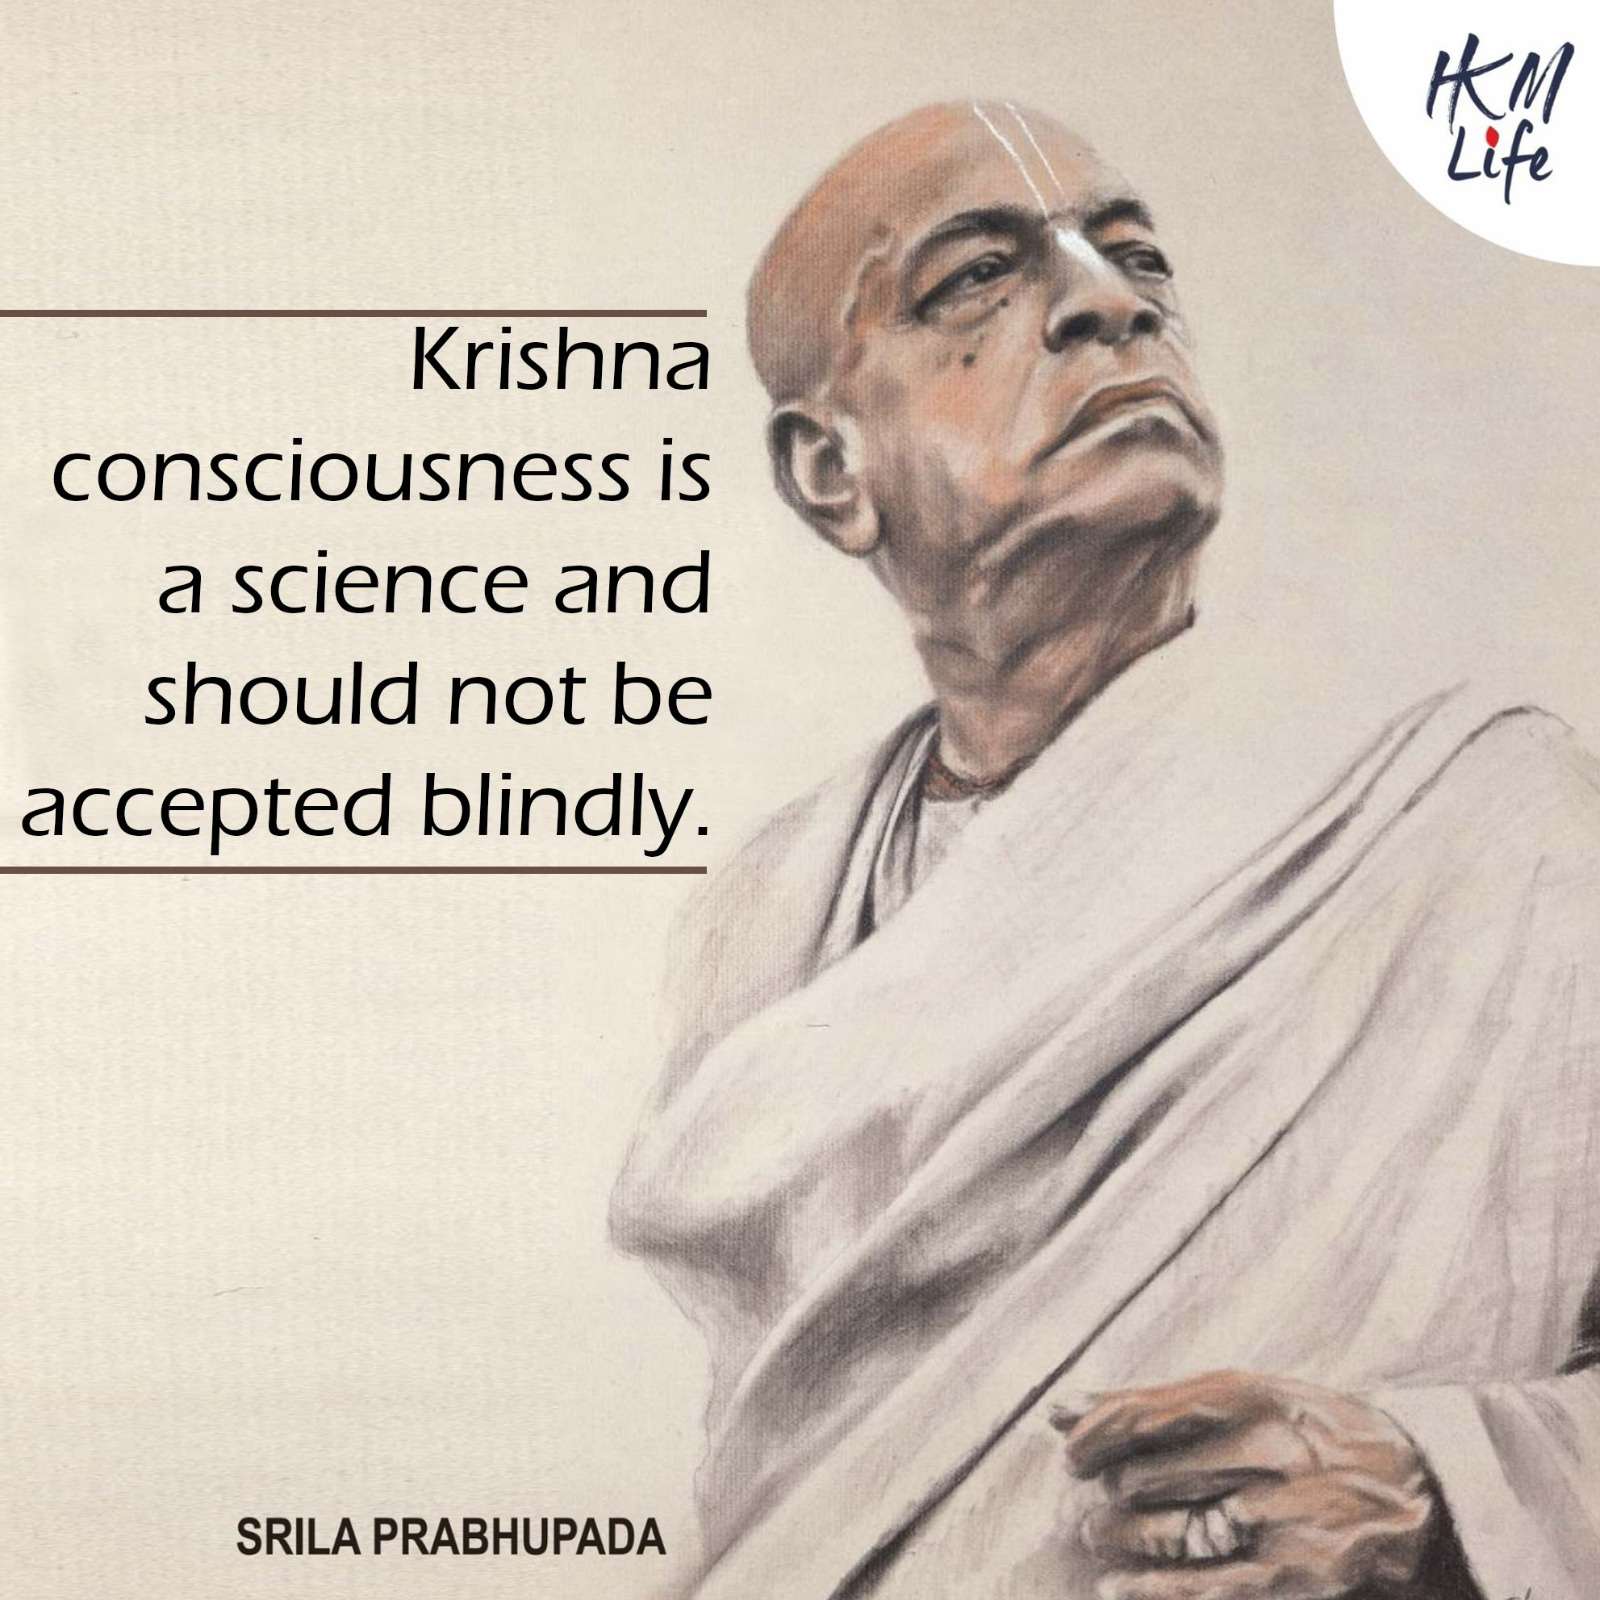 HKM
Life
Krishna
consciousness is
a science and
should not be
accepted blindly.
SRILA PRABHUPADA